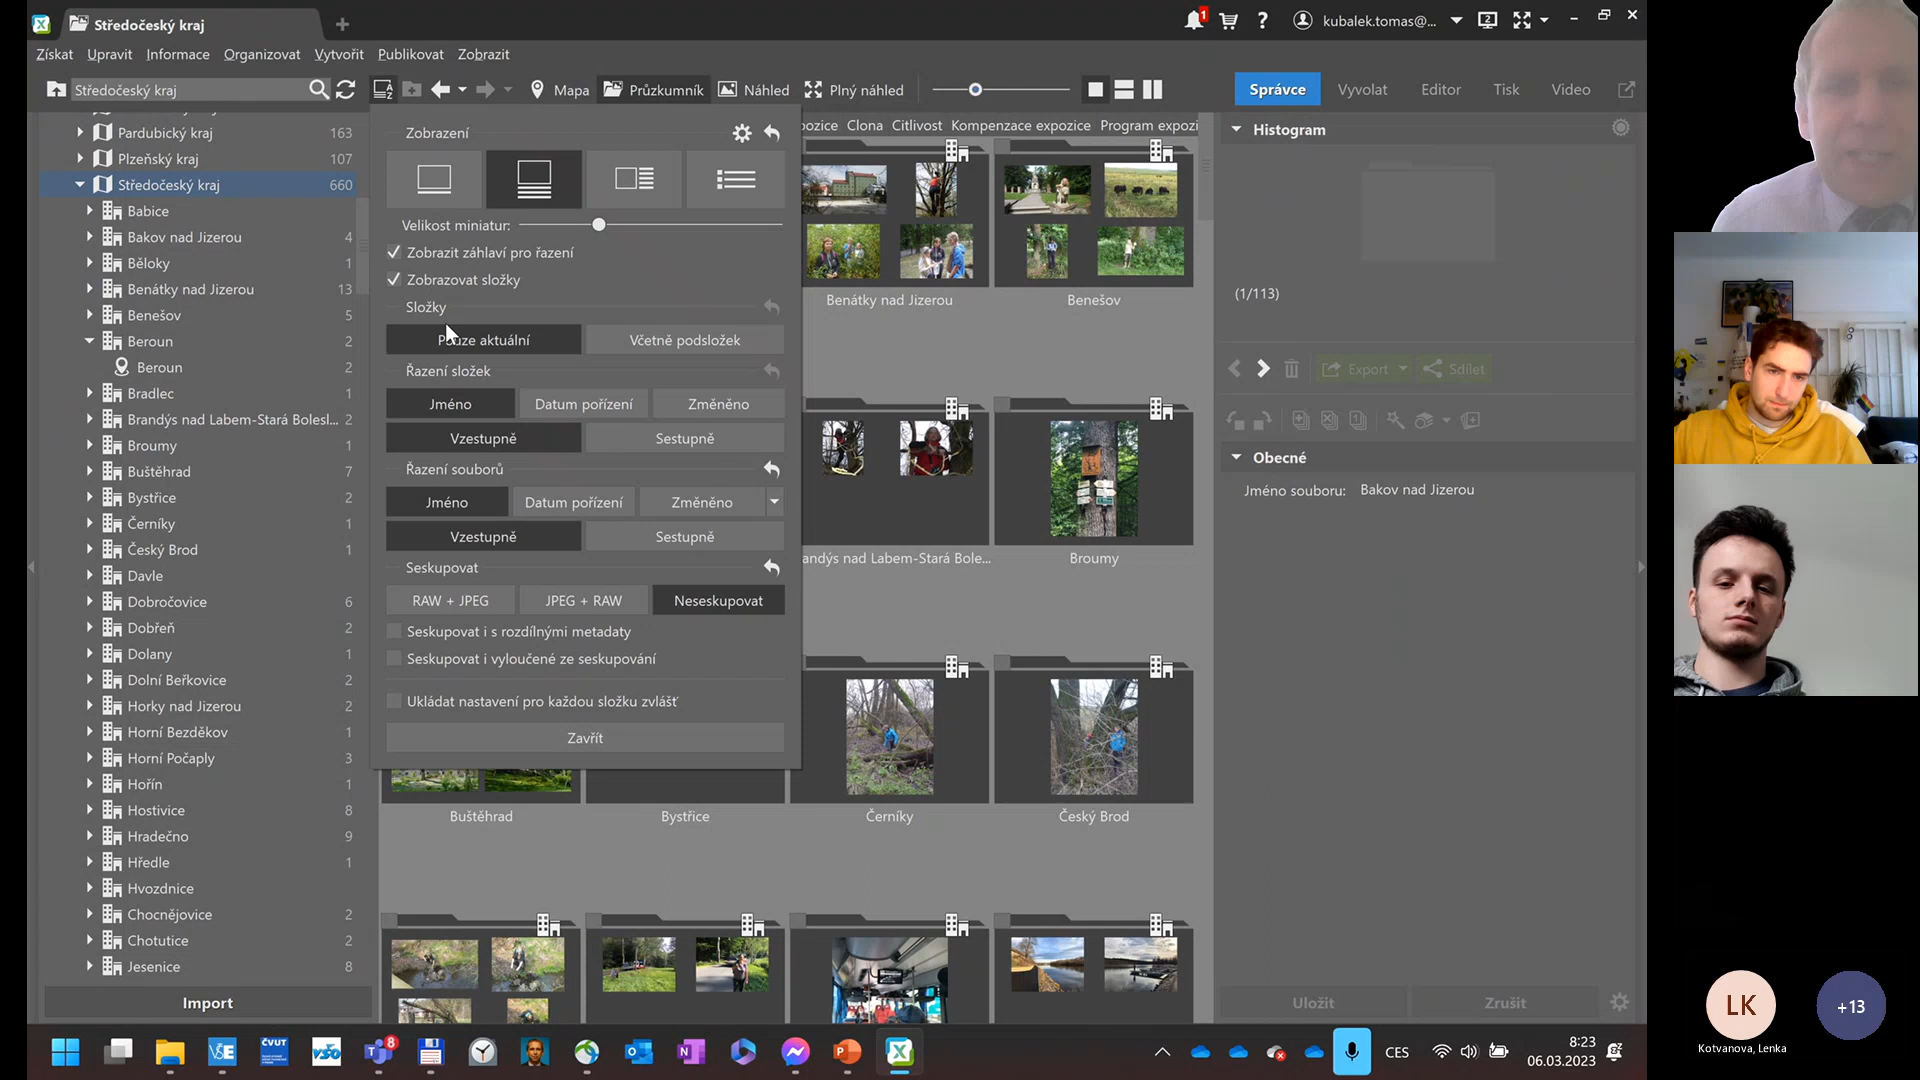 Středočeský kraj
1
kubalek.tomas@...
2
Získat Upravit Informace Organizovat Vytvořit Publikovat Zobrazit
Středočeský kraj
Mapa Průzkumník Náhled Plný náhled
Správce Vyvolat Editor Tisk Video
Pardubický kraj 163
Plzeňský kraj 107
Středočeský kraj 660
Babice
Bakov nad Jizerou 4
Běloky 1
Benátky nad Jizerou 13
Benešov 5
Beroun 2
Beroun 2
Bradlec
Brandýs nad Labem-Stará Bolesl... 2
Broumy
Buštěhrad 7
Bystřice 2
Černíky 1
Český Brod 1
Davle
Dobročovice 6
Dobřeň 2
Dolany 1
Dolní Beřkovice 2
Horky nad Jizerou 2
Horní Bezděkov 1
Horní Počaply 3
Hořín 1
Hostivice 8
Hradečno 9
Hředle 1
Hvozdnice
Chocnějovice 2
Chotutice 2
Jesenice 8
Import
Zobrazení
Velikost miniatur:
Zobrazit záhlaví pro řazení
Zobrazovat složky
Složky
Pouze aktuální Včetně podsložek
Řazení složek
Jméno Datum pořízení Změněno
Vzestupně Sestupně
Řazení souborů
Jméno Datum pořízení Změněno
Vzestupně Sestupně
Seskupovat
RAW + JPEG JPEG + RAW Neseskupovat
Seskupovat i s rozdílnými metadaty
Seskupovat i vyloučené ze seskupování
Ukládat nastavení pro každou složku zvlášť
Zavřít
pozice Clona Citlivost Kompenzace expozice Program expozi
Benátky nad Jizerou Benešov
andýs nad Labem-Stará Bole... Broumy
Buštěhrad Bystřice Černíky Český Brod
Histogram
(1/113)
Export Sdílet
Obecné
Jméno souboru: Bakov nad Jizerou
Uložit Zrušit
LK
+13
Kotvanova, Lenka
VŠE
ČVUT
8
CES
8:23
06.03.2023